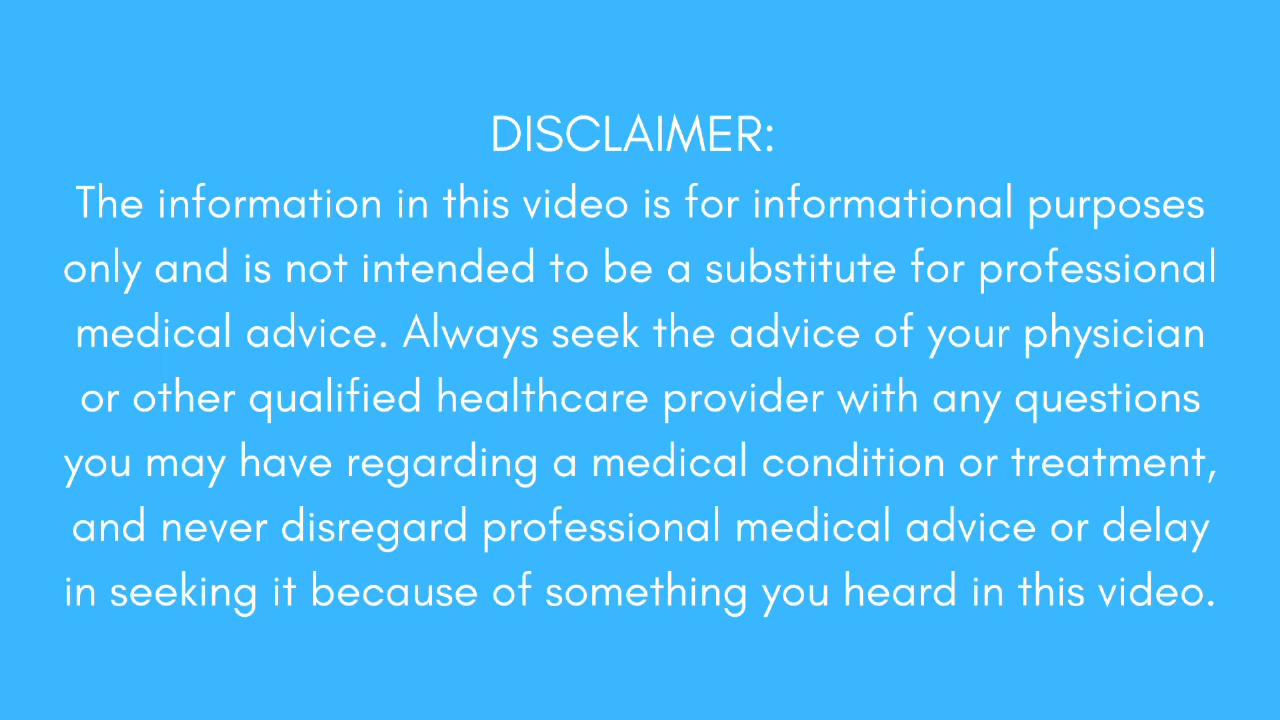 DISCLAIMER:
The information in this video is for informational purposes
only and is not intended to be a substitute for professional
medical advice. Always seek the advice of your physician
or other qualified healthcare provider with any questions
you may have regarding a medical condition or treatment,
and never disregard professional medical advice or delay
in seeking it because of something you heard in this video.